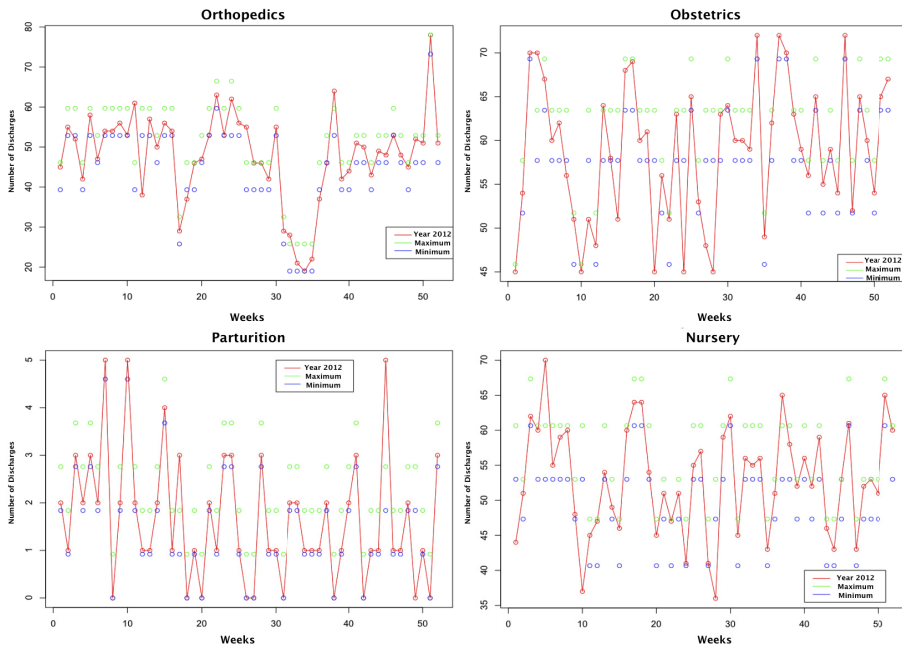 Orthopedics
Number of Discharges
80
70
60
50
40
30
20
Year 2012
Maximum
Minimum
0 10 20 30 40 50
Weeks
Obstetrics
Number of Discharges
70
65
60
55
50
45
Year 2012
Maximum
Minimum
0 10 20 30 40 50
Weeks
Parturition
Number of Discharges
5
4
3
2
1
0
Year 2012
Maximum
Minimum
0 10 20 30 40 50
Weeks
Nursery
Number of Discharges
70
65
60
55
50
45
40
35
Year 2012
Maximum
Minimum
0 10 20 30 40 50
Weeks